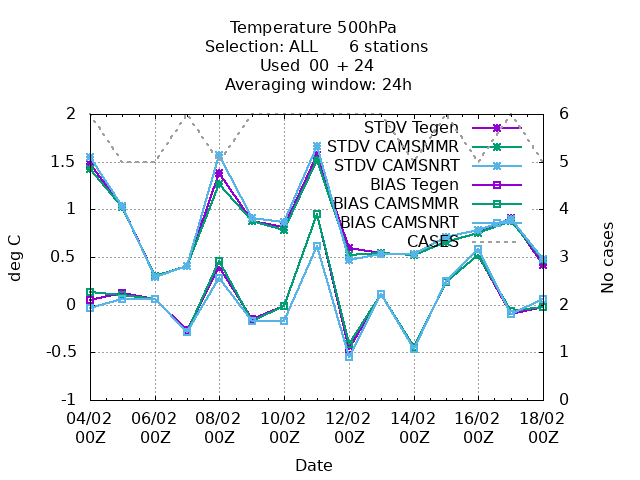 Temperature 500hPa
Selection: ALL 6 stations
Used 00 + 24
Averaging window: 24h
STDV Tegen
STDV CAMSMMR
STDV CAMSNRT
BIAS Tegen
BIAS CAMSMMR
BIAS CAMSNRT
CASES
2
1.5
1
0.5
0
-0.5
-1
deg C
6
5
4
3
2
1
0
No cases
04/02 06/02 08/02 10/02 12/02 14/02 16/02 18/02
00Z 00Z 00Z 00Z 00Z 00Z 00Z 00Z
Date